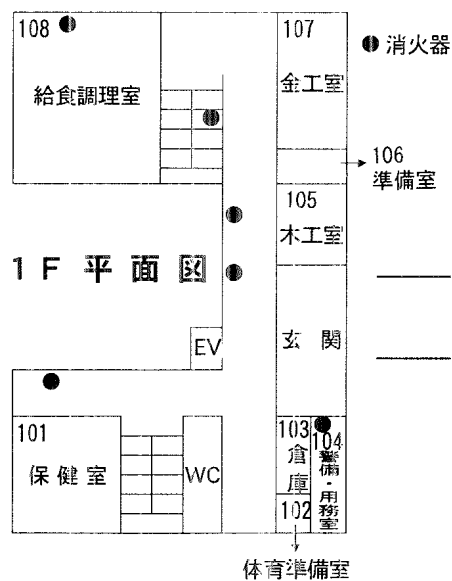 108
給食調理室
107
金工室
消火器
106
準備室
105
木工室
1F平面図
EV
玄関
101
保健室
WC
103
倉庫
102
104
警備・用務室
体育準備室